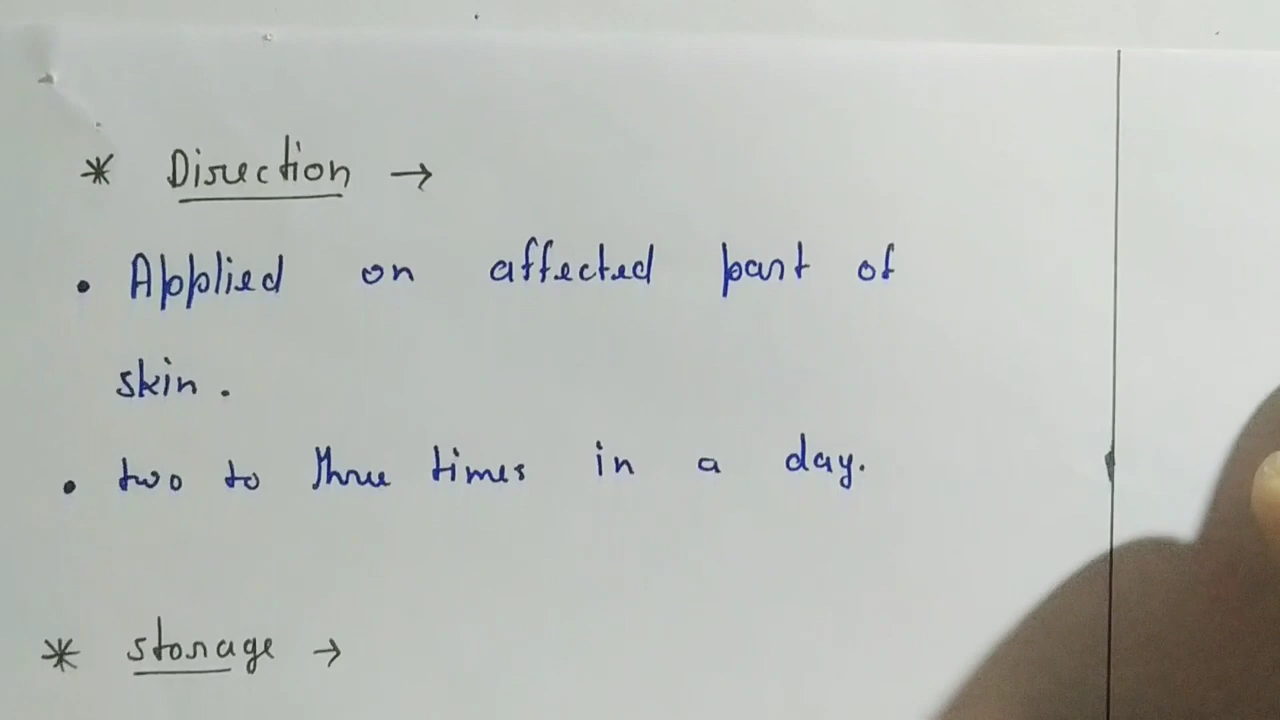 * Direction →
• Applied on affected part of
skin.
• two to three times in a day.
* storage →